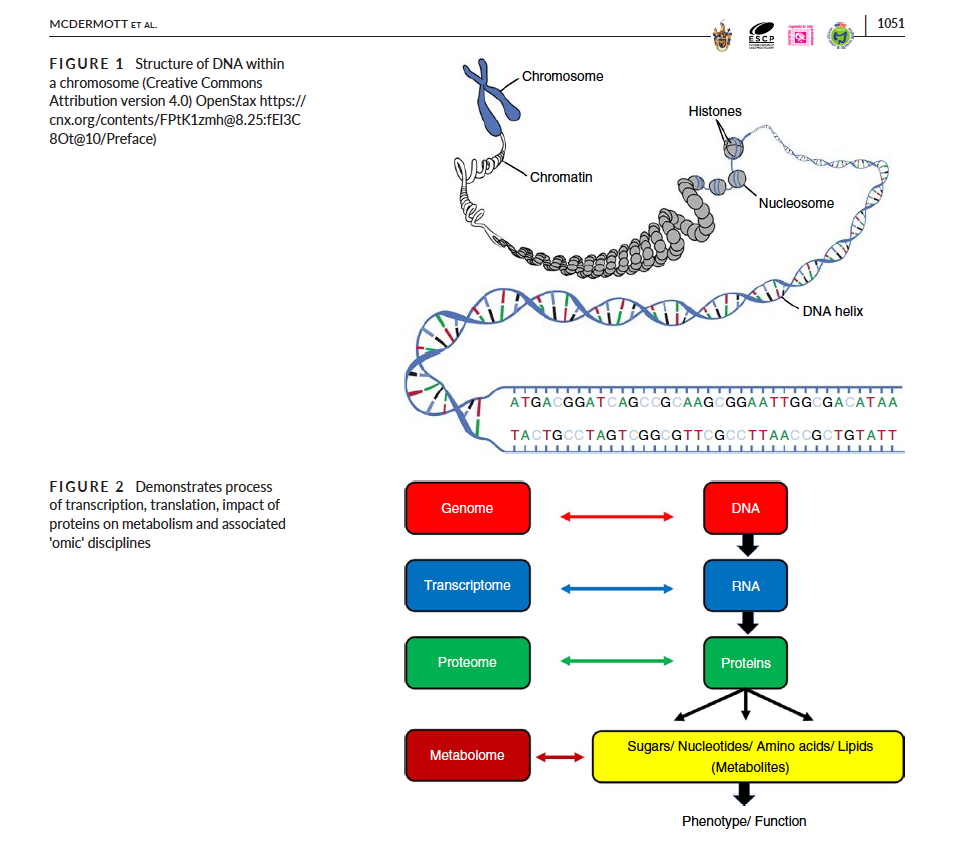 MCDERMOTT ET AL.
ESCP
1051
FIGURE 1 Structure of DNA within
a chromosome (Creative Commons
Attribution version 4.0) OpenStax https://
cnx.org/contents/FPtK1zmh@8.25:fEI3C
8Ot@10/Preface)
Chromosome
Histones
Chromatin
Nucleosome
DNA helix
ATGACGGATCAGCCGCAAGCGGAATTGGCGACATAA
TACTGCCTAGTCGGCGTTCGCCTTAACCGCTGTATT
FIGURE 2 Demonstrates process
of transcription, translation, impact of
proteins on metabolism and associated
'omic' disciplines
Genome
DNA
Transcriptome
RNA
Proteome
Proteins
Metabolome
Sugars/ Nucleotides/ Amino acids/ Lipids
(Metabolites)
Phenotype/ Function